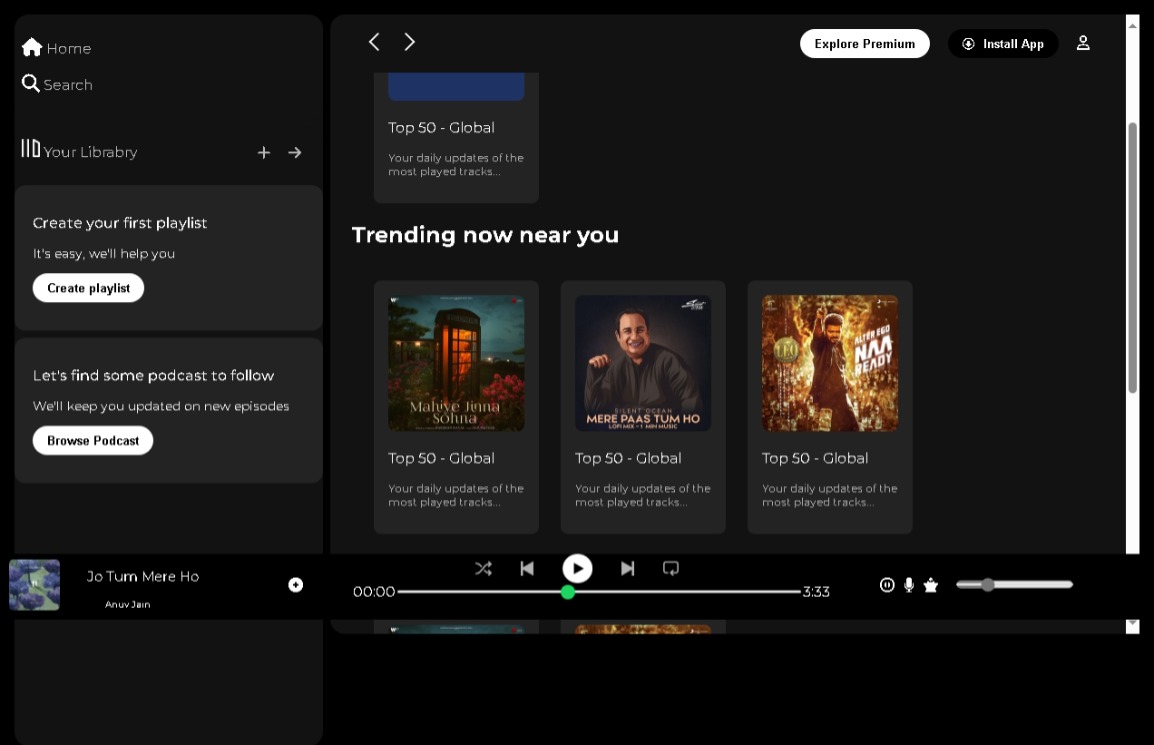 Home
Search
Your Librabry
Create your first playlist
It's easy, we'll help you
Create playlist
Let's find some podcast to follow
We'll keep you updated on new episodes
Browse Podcast
Explore Premium
Install App
Top 50 - Global
Your daily updates of the
most played tracks...
Trending now near you
Mahiye Jinna
Sohna
SILENT OCEAN
MERE PAAS TUM HO
LOFI MIX - 1 MIN MUSIC
ALTER EGO
NAA
READY
Top 50 - Global
Your daily updates of the
most played tracks...
Top 50 - Global
Your daily updates of the
most played tracks...
Top 50 - Global
Your daily updates of the
most played tracks...
Jo Tum Mere Ho
Anuv Jain
00:00
3:33